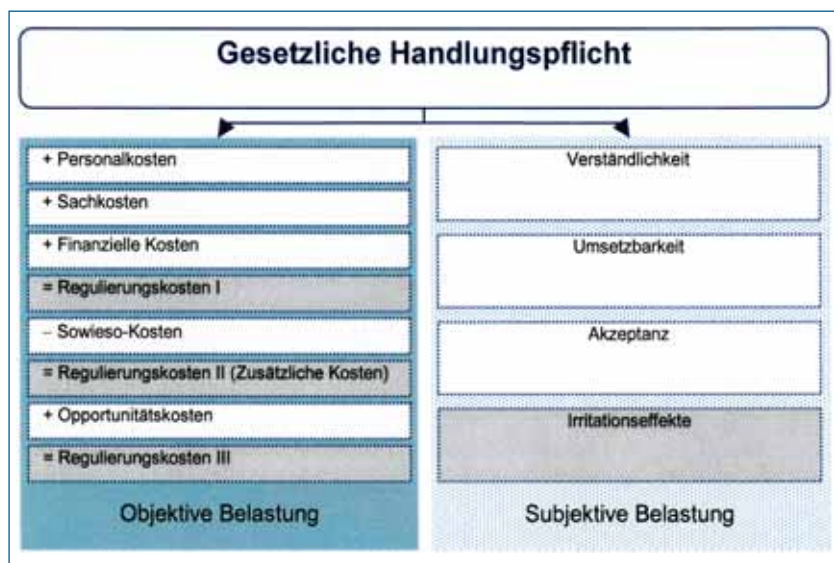 Gesetzliche Handlungspflicht
+ Personalkosten
+ Sachkosten
+ Finanzielle Kosten
= Regulierungskosten I
– Sowieso-Kosten
= Regulierungskosten II (Zusätzliche Kosten)
+ Opportunitätskosten
= Regulierungskosten III
Objektive Belastung
Verständlichkeit
Umsetzbarkeit
Akzeptanz
Irritationseffekte
Subjektive Belastung